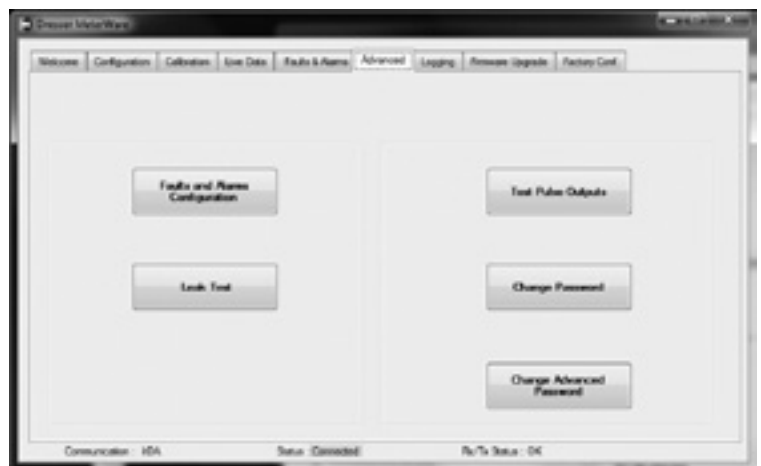 Dresser MeterWare
Welcome Configuration Calibration Live Data Faults & Alarms Advanced Logging Firmware Upgrade Factory Conf.
Faults and Alarms
Configuration
Test Pulse Outputs
Leak Test
Change Password
Change Advanced
Password
Communication : IrDA Status : Connected Rx/Tx Status : OK